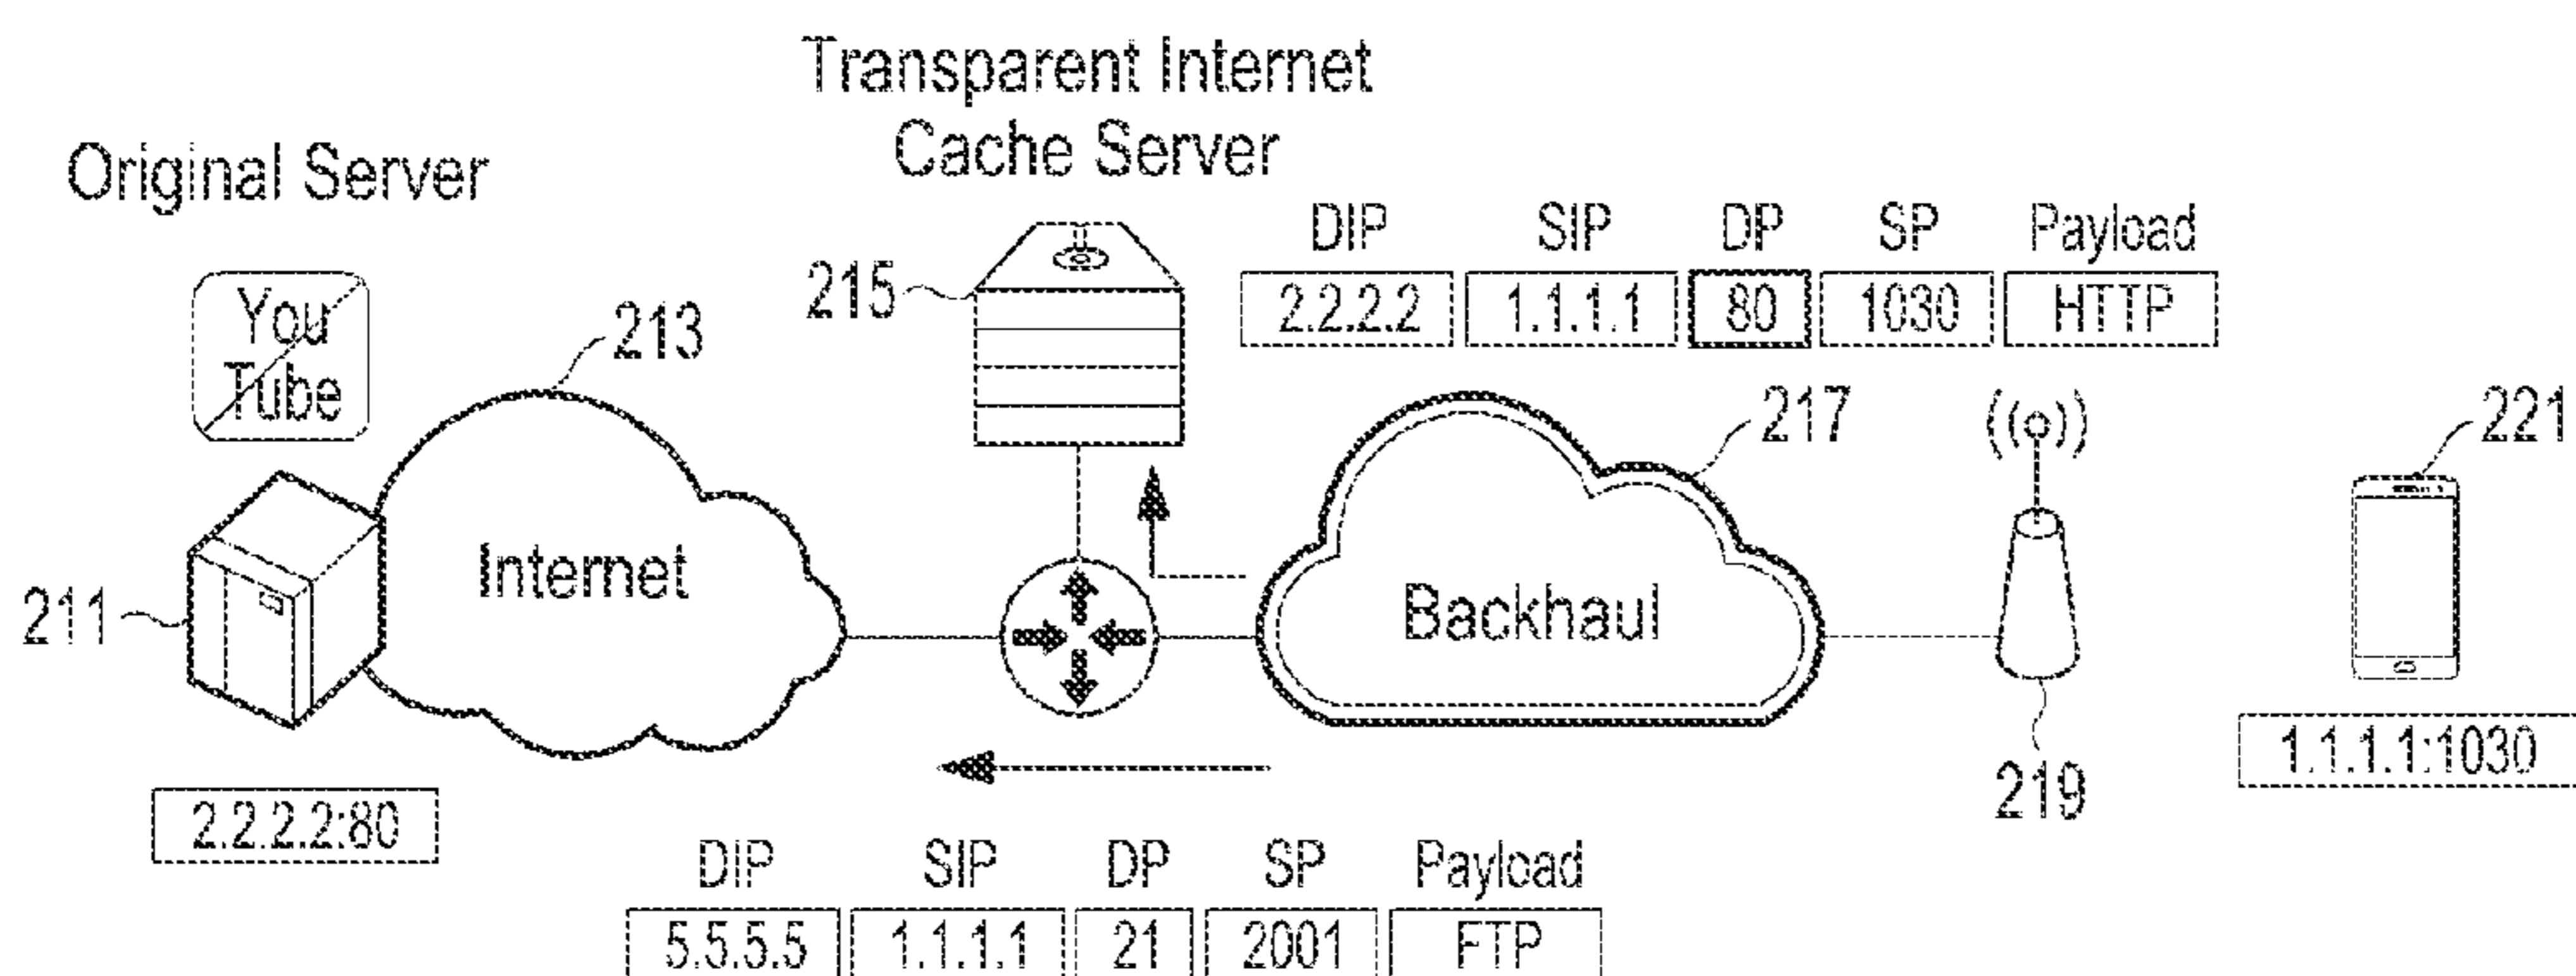 Transparent Internet
Cache Server
Original Server
DIP SIP DP SP Payload
2.2.2.2 1.1.1.1 80 1030 HTTP
215
You
Tube
213
217
221
Internet
Backhaul
211
219
1.1.1.1:1030
2.2.2.2:80
DIP SIP DP SP Payload
5.5.5.5 1.1.1.1 21 2001 FTP